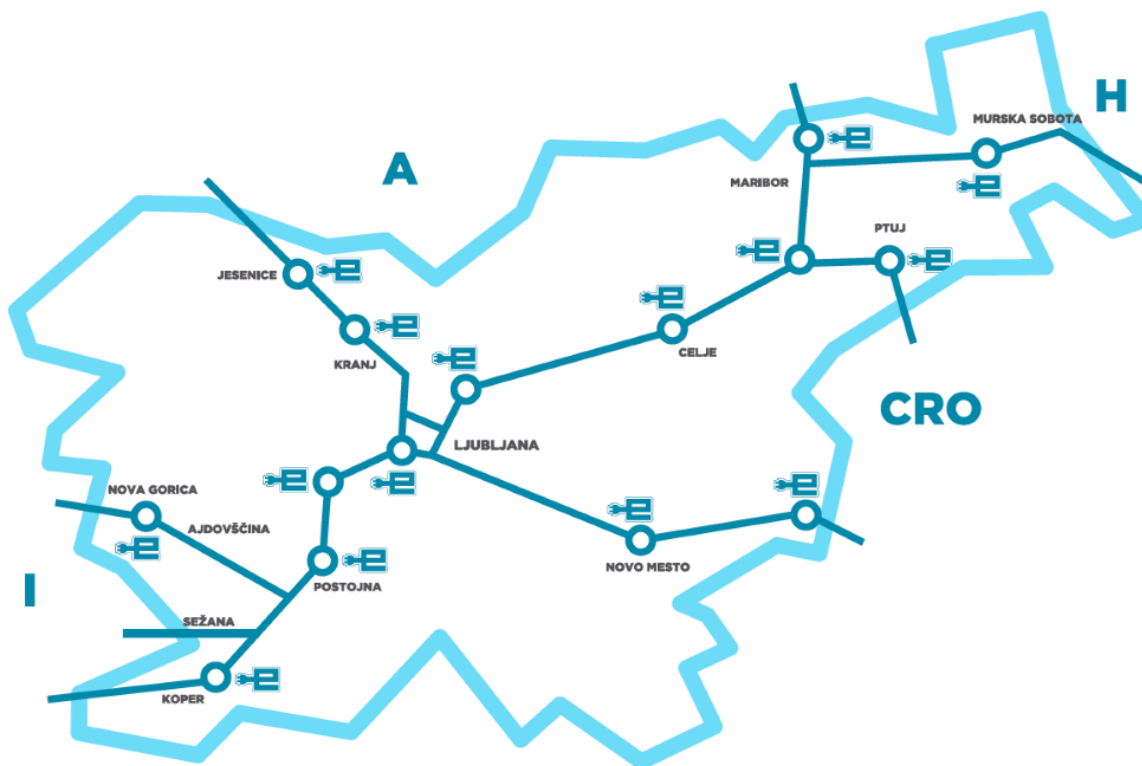 H
MURSKA SOBOTA
A
MARIBOR
PTUJ
JESENICE
CELJE
KRANJ
CRO
LJUBLJANA
NOVA GORICA
AJDOVŠČINA
NOVO MESTO
I
POSTOJNA
SEŽANA
KOPER